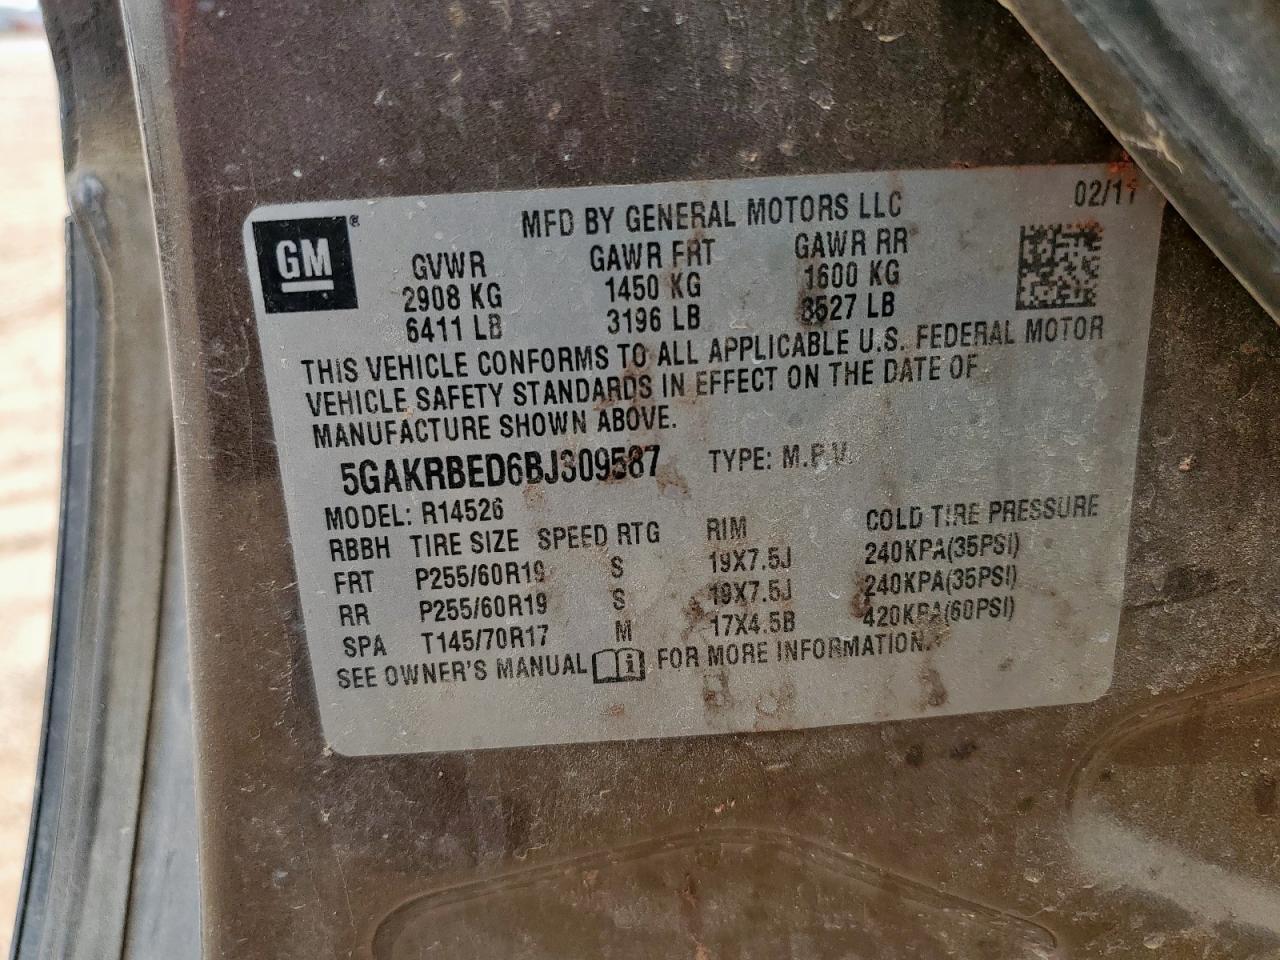 MFD BY GENERAL MOTORS LLC 02/11
GM®
GVWR GAWR FRT GAWR RR
2908 KG 1450 KG 1600 KG
6411 LB 3196 LB 3527 LB
THIS VEHICLE CONFORMS TO ALL APPLICABLE U.S. FEDERAL MOTOR
VEHICLE SAFETY STANDARDS IN EFFECT ON THE DATE OF
MANUFACTURE SHOWN ABOVE.
5GAKRBED6BJ309587 TYPE: M.P.V.
MODEL: R14526
RBBH TIRE SIZE SPEED RTG RIM COLD TIRE PRESSURE
FRT P255/60R19 S 19X7.5J 240KPA(35PSI)
RR P255/60R19 S 19X7.5J 240KPA(35PSI)
SPA T145/70R17 M 17X4.5B 420KPA(60PSI)
SEE OWNER'S MANUAL FOR MORE INFORMATION.